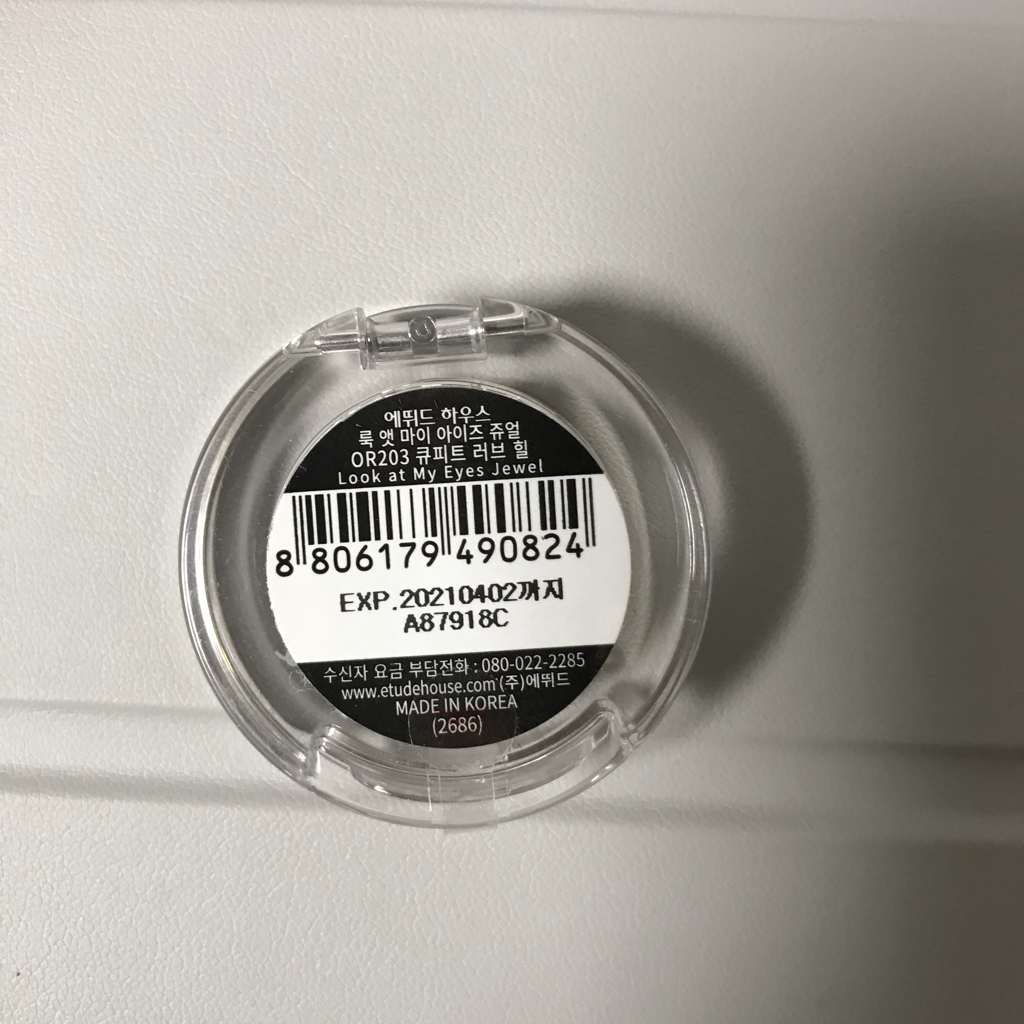 에뛰드 하우스
룩 앳 마이 아이즈 쥬얼
OR203 큐피트 러브 힐
Look at My Eyes Jewel
8 806179 490824
EXP.20210402까지
A87918C
수신자 요금 부담전화 : 080-022-2285
www.etudehouse.com (주)에뛰드
MADE IN KOREA
(2686)